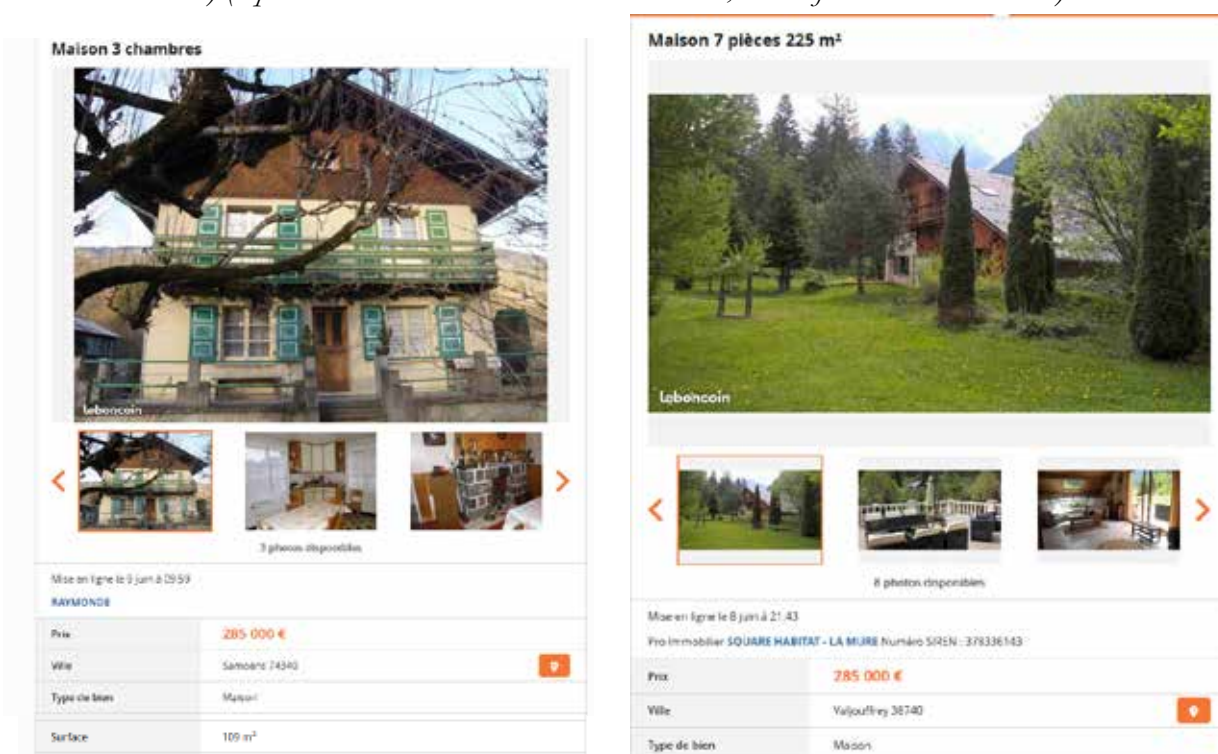 Maison 3 chambres
leboncoin
3 photos disponibles
Mise en ligne le 9 juin à 09:59
RAYMONDE
Prix 285 000 €
Ville Samoëns 74340
Type de bien Maison
Surface 109 m²
Maison 7 pièces 225 m²
leboncoin
8 photos disponibles
Mise en ligne le 8 juin à 21:43
Pro Immobilier SQUARE HABITAT - LA MURE Numéro SIREN : 378336143
Prix 285 000 €
Ville Valjouffrey 38740
Type de bien Maison